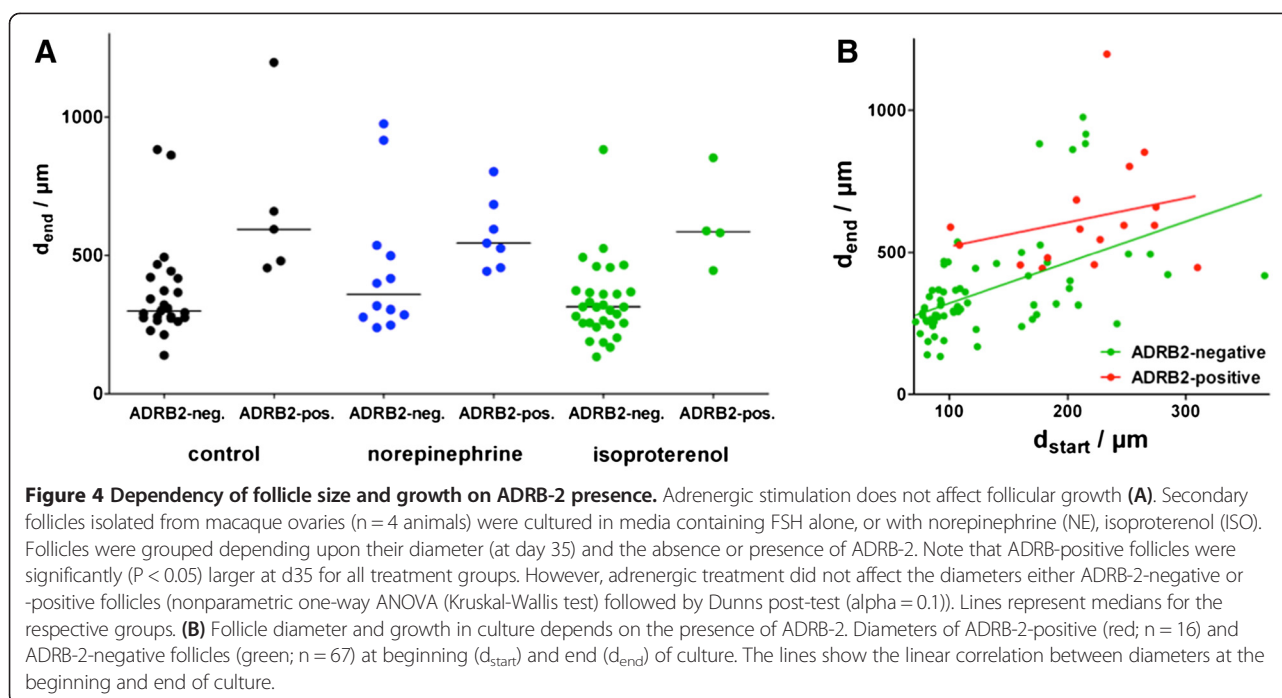 A
B
1000
500
0
d_end / µm
ADRB2-neg. ADRB2-pos. ADRB2-neg. ADRB2-pos. ADRB2-neg. ADRB2-pos.
control norepinephrine isoproterenol
1000
500
0
d_end / µm
ADRB2-negative
ADRB2-positive
100 200 300
d_start / µm
Figure 4 Dependency of follicle size and growth on ADRB-2 presence. Adrenergic stimulation does not affect follicular growth (A). Secondary
follicles isolated from macaque ovaries (n = 4 animals) were cultured in media containing FSH alone, or with norepinephrine (NE), isoproterenol (ISO).
Follicles were grouped depending upon their diameter (at day 35) and the absence or presence of ADRB-2. Note that ADRB-positive follicles were
significantly (P < 0.05) larger at d35 for all treatment groups. However, adrenergic treatment did not affect the diameters either ADRB-2-negative or
-positive follicles (nonparametric one-way ANOVA (Kruskal-Wallis test) followed by Dunns post-test (alpha = 0.1)). Lines represent medians for the
respective groups. (B) Follicle diameter and growth in culture depends on the presence of ADRB-2. Diameters of ADRB-2-positive (red; n = 16) and
ADRB-2-negative follicles (green; n = 67) at beginning (d_start) and end (d_end) of culture. The lines show the linear correlation between diameters at the
beginning and end of culture.